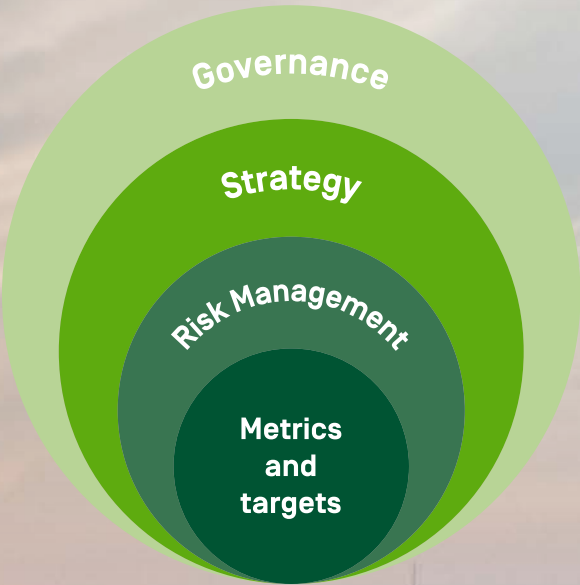 Governance
Strategy
Risk Management
Metrics
and
targets